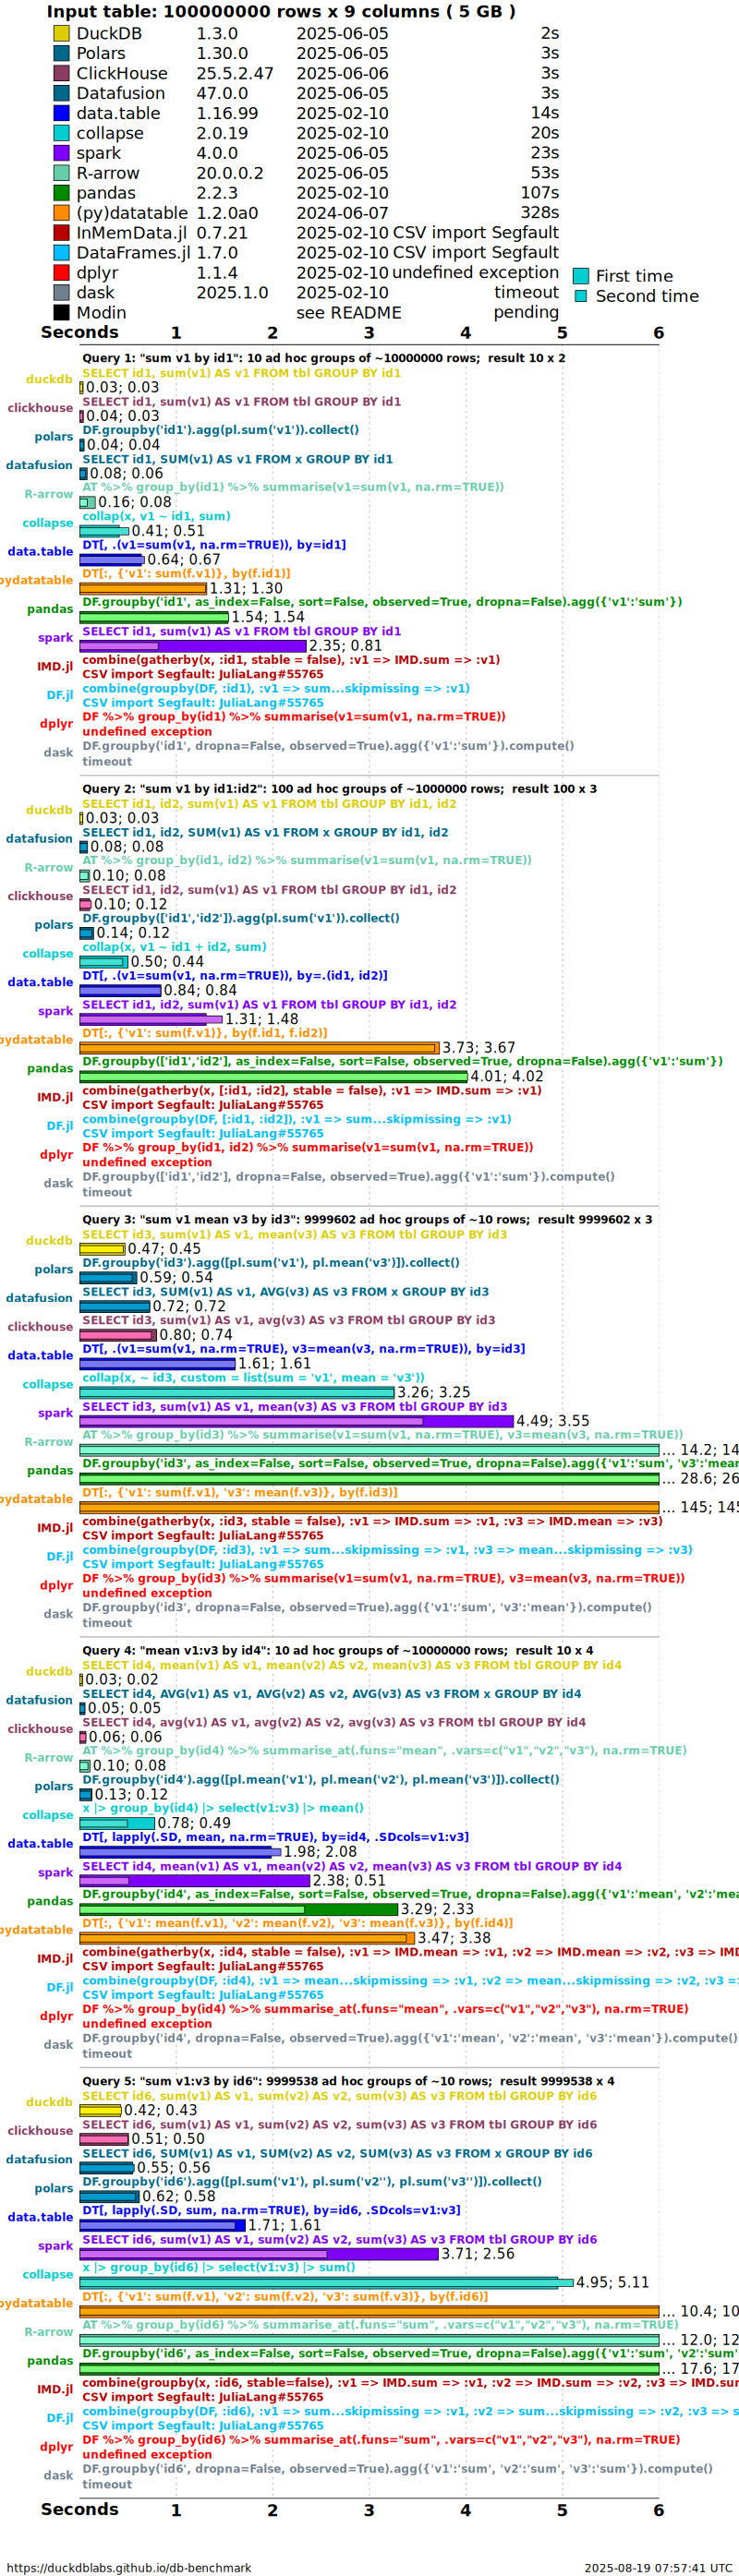 Input table: 100000000 rows x 9 columns ( 5 GB )
DuckDB 1.3.0 2025-06-05 2s
Polars 1.30.0 2025-06-05 3s
ClickHouse 25.5.2.47 2025-06-06 3s
Datafusion 47.0.0 2025-06-05 3s
data.table 1.16.99 2025-02-10 14s
collapse 2.0.19 2025-02-10 20s
spark 4.0.0 2025-06-05 23s
R-arrow 20.0.0.2 2025-06-05 53s
pandas 2.2.3 2025-02-10 107s
(py)datatable 1.2.0a0 2024-06-07 328s
InMemData.jl 0.7.21 2025-02-10 CSV import Segfault
DataFrames.jl 1.7.0 2025-02-10 CSV import Segfault
dplyr 1.1.4 2025-02-10 undefined exception
First time
dask 2025.1.0 2025-02-10 timeout
Second time
Modin see README pending
Seconds 1 2 3 4 5 6
Query 1: "sum v1 by id1": 10 ad hoc groups of ~10000000 rows;  result 10 x 2
duckdb SELECT id1, sum(v1) AS v1 FROM tbl GROUP BY id1
0.03; 0.03
clickhouse SELECT id1, sum(v1) AS v1 FROM tbl GROUP BY id1
0.04; 0.03
polars DF.groupby('id1').agg(pl.sum('v1')).collect()
0.04; 0.04
datafusion SELECT id1, SUM(v1) AS v1 FROM x GROUP BY id1
0.08; 0.06
R-arrow AT %>% group_by(id1) %>% summarise(v1=sum(v1, na.rm=TRUE))
0.16; 0.08
collapse collap(x, v1 ~ id1, sum)
0.41; 0.51
data.table DT[, .(v1=sum(v1, na.rm=TRUE)), by=id1]
0.64; 0.67
pydatatable DT[:, {'v1': sum(f.v1)}, by(f.id1)]
1.31; 1.30
pandas DF.groupby('id1', as_index=False, sort=False, observed=True, dropna=False).agg({'v1':'sum'})
1.54; 1.54
spark SELECT id1, sum(v1) AS v1 FROM tbl GROUP BY id1
2.35; 0.81
IMD.jl combine(gatherby(x, :id1, stable = false), :v1 => IMD.sum => :v1)
CSV import Segfault: JuliaLang#55765
DF.jl combine(groupby(DF, :id1), :v1 => sum...skipmissing => :v1)
CSV import Segfault: JuliaLang#55765
dplyr DF %>% group_by(id1) %>% summarise(v1=sum(v1, na.rm=TRUE))
undefined exception
dask DF.groupby('id1', dropna=False, observed=True).agg({'v1':'sum'}).compute()
timeout
Query 2: "sum v1 by id1:id2": 100 ad hoc groups of ~1000000 rows;  result 100 x 3
duckdb SELECT id1, id2, sum(v1) AS v1 FROM tbl GROUP BY id1, id2
0.03; 0.03
datafusion SELECT id1, id2, SUM(v1) AS v1 FROM x GROUP BY id1, id2
0.08; 0.08
R-arrow AT %>% group_by(id1, id2) %>% summarise(v1=sum(v1, na.rm=TRUE))
0.10; 0.08
clickhouse SELECT id1, id2, sum(v1) AS v1 FROM tbl GROUP BY id1, id2
0.10; 0.12
polars DF.groupby(['id1','id2']).agg(pl.sum('v1')).collect()
0.14; 0.12
collapse collap(x, v1 ~ id1 + id2, sum)
0.50; 0.44
data.table DT[, .(v1=sum(v1, na.rm=TRUE)), by=.(id1, id2)]
0.84; 0.84
spark SELECT id1, id2, sum(v1) AS v1 FROM tbl GROUP BY id1, id2
1.31; 1.48
pydatatable DT[:, {'v1': sum(f.v1)}, by(f.id1, f.id2)]
3.73; 3.67
pandas DF.groupby(['id1','id2'], as_index=False, sort=False, observed=True, dropna=False).agg({'v1':'sum'})
4.01; 4.02
IMD.jl combine(gatherby(x, [:id1, :id2], stable = false), :v1 => IMD.sum => :v1)
CSV import Segfault: JuliaLang#55765
DF.jl combine(groupby(DF, [:id1, :id2]), :v1 => sum...skipmissing => :v1)
CSV import Segfault: JuliaLang#55765
dplyr DF %>% group_by(id1, id2) %>% summarise(v1=sum(v1, na.rm=TRUE))
undefined exception
dask DF.groupby(['id1','id2'], dropna=False, observed=True).agg({'v1':'sum'}).compute()
timeout
Query 3: "sum v1 mean v3 by id3": 9999602 ad hoc groups of ~10 rows;  result 9999602 x 3
duckdb SELECT id3, sum(v1) AS v1, mean(v3) AS v3 FROM tbl GROUP BY id3
0.47; 0.45
polars DF.groupby('id3').agg([pl.sum('v1'), pl.mean('v3')]).collect()
0.59; 0.54
datafusion SELECT id3, SUM(v1) AS v1, AVG(v3) AS v3 FROM x GROUP BY id3
0.72; 0.72
clickhouse SELECT id3, sum(v1) AS v1, avg(v3) AS v3 FROM tbl GROUP BY id3
0.80; 0.74
data.table DT[, .(v1=sum(v1, na.rm=TRUE), v3=mean(v3, na.rm=TRUE)), by=id3]
1.61; 1.61
collapse collap(x, ~ id3, custom = list(sum = 'v1', mean = 'v3'))
3.26; 3.25
spark SELECT id3, sum(v1) AS v1, mean(v3) AS v3 FROM tbl GROUP BY id3
4.49; 3.55
R-arrow AT %>% group_by(id3) %>% summarise(v1=sum(v1, na.rm=TRUE), v3=mean(v3, na.rm=TRUE))
... 14.2; 14
pandas DF.groupby('id3', as_index=False, sort=False, observed=True, dropna=False).agg({'v1':'sum', 'v3':'mean
... 28.6; 26
pydatatable DT[:, {'v1': sum(f.v1), 'v3': mean(f.v3)}, by(f.id3)]
... 145; 145
IMD.jl combine(gatherby(x, :id3, stable = false), :v1 => IMD.sum => :v1, :v3 => IMD.mean => :v3)
CSV import Segfault: JuliaLang#55765
DF.jl combine(groupby(DF, :id3), :v1 => sum...skipmissing => :v1, :v3 => mean...skipmissing => :v3)
CSV import Segfault: JuliaLang#55765
dplyr DF %>% group_by(id3) %>% summarise(v1=sum(v1, na.rm=TRUE), v3=mean(v3, na.rm=TRUE))
undefined exception
dask DF.groupby('id3', dropna=False, observed=True).agg({'v1':'sum', 'v3':'mean'}).compute()
timeout
Query 4: "mean v1:v3 by id4": 10 ad hoc groups of ~10000000 rows;  result 10 x 4
duckdb SELECT id4, mean(v1) AS v1, mean(v2) AS v2, mean(v3) AS v3 FROM tbl GROUP BY id4
0.03; 0.02
datafusion SELECT id4, AVG(v1) AS v1, AVG(v2) AS v2, AVG(v3) AS v3 FROM x GROUP BY id4
0.05; 0.05
clickhouse SELECT id4, avg(v1) AS v1, avg(v2) AS v2, avg(v3) AS v3 FROM tbl GROUP BY id4
0.06; 0.06
R-arrow AT %>% group_by(id4) %>% summarise_at(.funs="mean", .vars=c("v1","v2","v3"), na.rm=TRUE)
0.10; 0.08
polars DF.groupby('id4').agg([pl.mean('v1'), pl.mean('v2'), pl.mean('v3')]).collect()
0.13; 0.12
collapse x |> group_by(id4) |> select(v1:v3) |> mean()
0.78; 0.49
data.table DT[, lapply(.SD, mean, na.rm=TRUE), by=id4, .SDcols=v1:v3]
1.98; 2.08
spark SELECT id4, mean(v1) AS v1, mean(v2) AS v2, mean(v3) AS v3 FROM tbl GROUP BY id4
2.38; 0.51
pandas DF.groupby('id4', as_index=False, sort=False, observed=True, dropna=False).agg({'v1':'mean', 'v2':'mea
3.29; 2.33
pydatatable DT[:, {'v1': mean(f.v1), 'v2': mean(f.v2), 'v3': mean(f.v3)}, by(f.id4)]
3.47; 3.38
IMD.jl combine(gatherby(x, :id4, stable = false), :v1 => IMD.mean => :v1, :v2 => IMD.mean => :v2, :v3 => IMD
CSV import Segfault: JuliaLang#55765
DF.jl combine(groupby(DF, :id4), :v1 => mean...skipmissing => :v1, :v2 => mean...skipmissing => :v2, :v3 =>
CSV import Segfault: JuliaLang#55765
dplyr DF %>% group_by(id4) %>% summarise_at(.funs="mean", .vars=c("v1","v2","v3"), na.rm=TRUE)
undefined exception
dask DF.groupby('id4', dropna=False, observed=True).agg({'v1':'mean', 'v2':'mean', 'v3':'mean'}).compute()
timeout
Query 5: "sum v1:v3 by id6": 9999538 ad hoc groups of ~10 rows;  result 9999538 x 4
duckdb SELECT id6, sum(v1) AS v1, sum(v2) AS v2, sum(v3) AS v3 FROM tbl GROUP BY id6
0.42; 0.43
clickhouse SELECT id6, sum(v1) AS v1, sum(v2) AS v2, sum(v3) AS v3 FROM tbl GROUP BY id6
0.51; 0.50
datafusion SELECT id6, SUM(v1) AS v1, SUM(v2) AS v2, SUM(v3) AS v3 FROM x GROUP BY id6
0.55; 0.56
polars DF.groupby('id6').agg([pl.sum('v1'), pl.sum('v2''), pl.sum('v3'')]).collect()
0.62; 0.58
data.table DT[, lapply(.SD, sum, na.rm=TRUE), by=id6, .SDcols=v1:v3]
1.71; 1.61
spark SELECT id6, sum(v1) AS v1, sum(v2) AS v2, sum(v3) AS v3 FROM tbl GROUP BY id6
3.71; 2.56
collapse x |> group_by(id6) |> select(v1:v3) |> sum()
4.95; 5.11
pydatatable DT[:, {'v1': sum(f.v1), 'v2': sum(f.v2), 'v3': sum(f.v3)}, by(f.id6)]
... 10.4; 10
R-arrow AT %>% group_by(id6) %>% summarise_at(.funs="sum", .vars=c("v1","v2","v3"), na.rm=TRUE)
... 12.0; 12
pandas DF.groupby('id6', as_index=False, sort=False, observed=True, dropna=False).agg({'v1':'sum', 'v2':'sum'
... 17.6; 17
IMD.jl combine(groupby(x, :id6, stable=false), :v1 => IMD.sum => :v1, :v2 => IMD.sum => :v2, :v3 => IMD.sur
CSV import Segfault: JuliaLang#55765
DF.jl combine(groupby(DF, :id6), :v1 => sum...skipmissing => :v1, :v2 => sum...skipmissing => :v2, :v3 => s
CSV import Segfault: JuliaLang#55765
dplyr DF %>% group_by(id6) %>% summarise_at(.funs="sum", .vars=c("v1","v2","v3"), na.rm=TRUE)
undefined exception
dask DF.groupby('id6', dropna=False, observed=True).agg({'v1':'sum', 'v2':'sum', 'v3':'sum'}).compute()
timeout
Seconds 1 2 3 4 5 6
https://duckdblabs.github.io/db-benchmark 2025-08-19 07:57:41 UTC